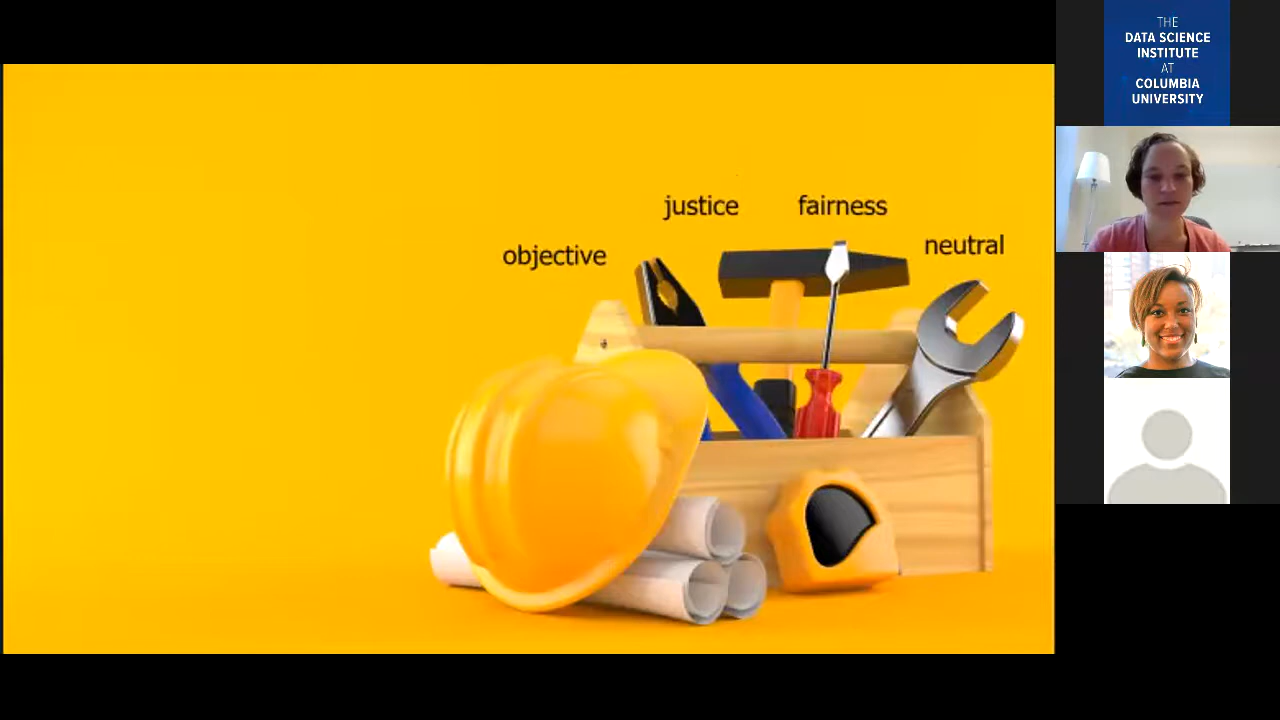 objective
justice
fairness
neutral
THE
DATA SCIENCE
INSTITUTE
AT
COLUMBIA
UNIVERSITY